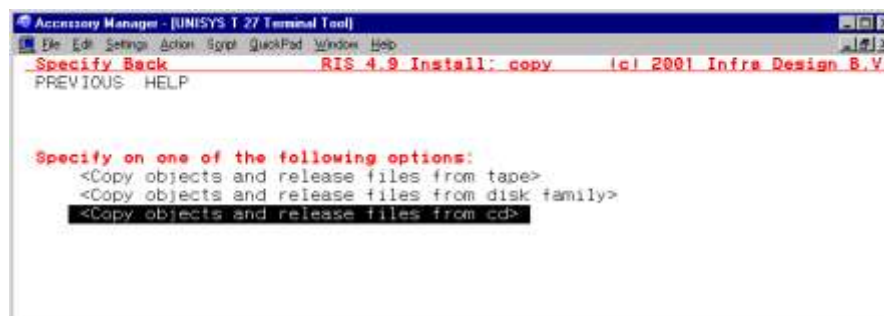 Accessory Manager - [UNISYS T 27 Terminal Tool]
File Edit Settings Action Script QuickPad Window Help
Specify Back RIS 4.9 Install: copy (c) 2001 Infra Design B.V
PREVIOUS HELP
Specify on one of the following options:
<Copy objects and release files from tape>
<Copy objects and release files from disk family>
<Copy objects and release files from cd>